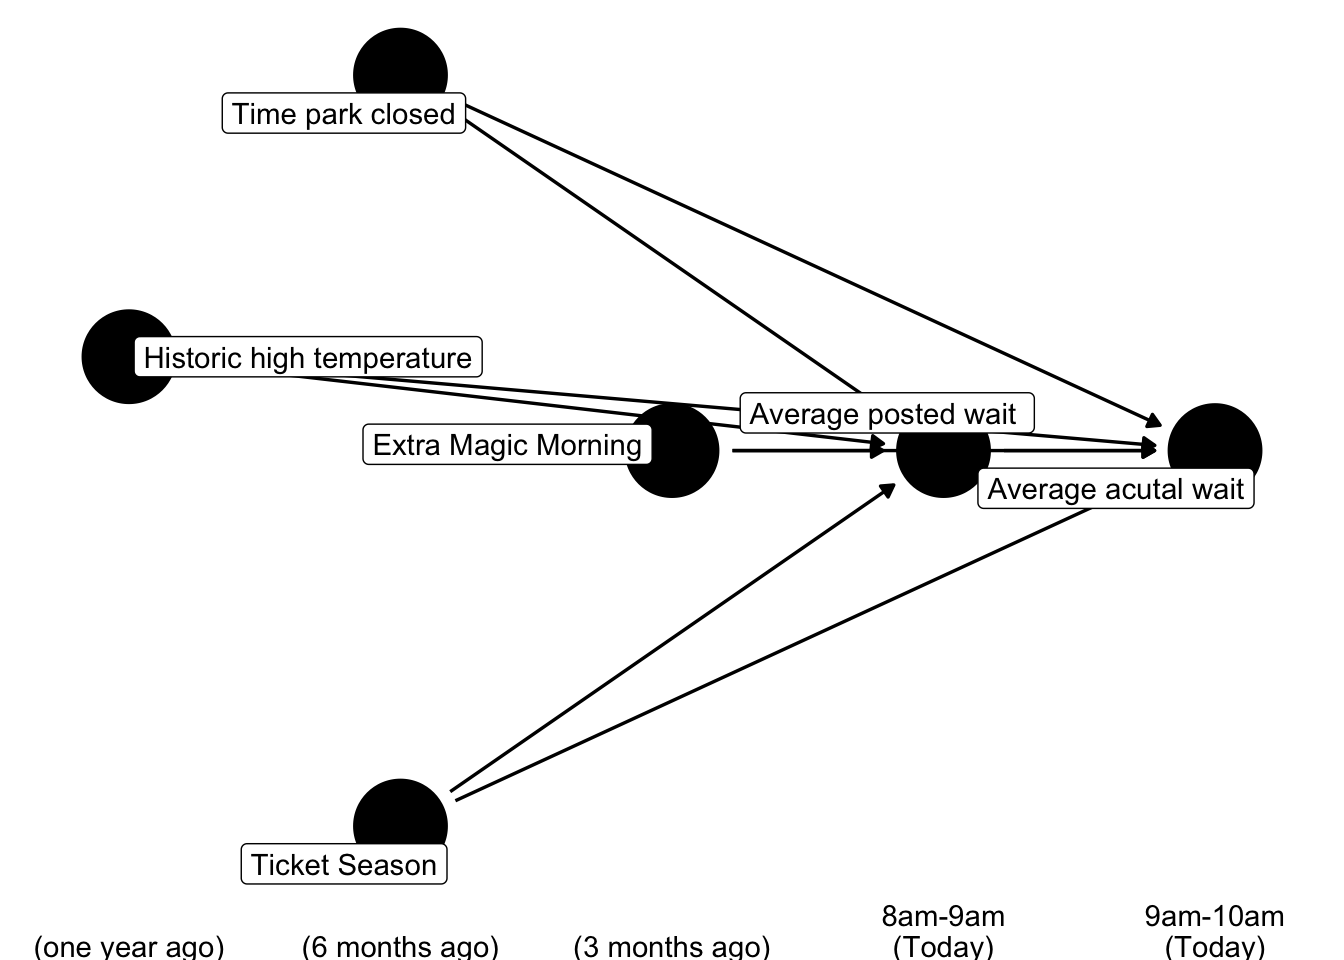 Time park closed
Historic high temperature
Average posted wait
Extra Magic Morning
Average acutal wait
Ticket Season
(one year ago)
(6 months ago)
(3 months ago)
8am-9am
(Today)
9am-10am
(Today)